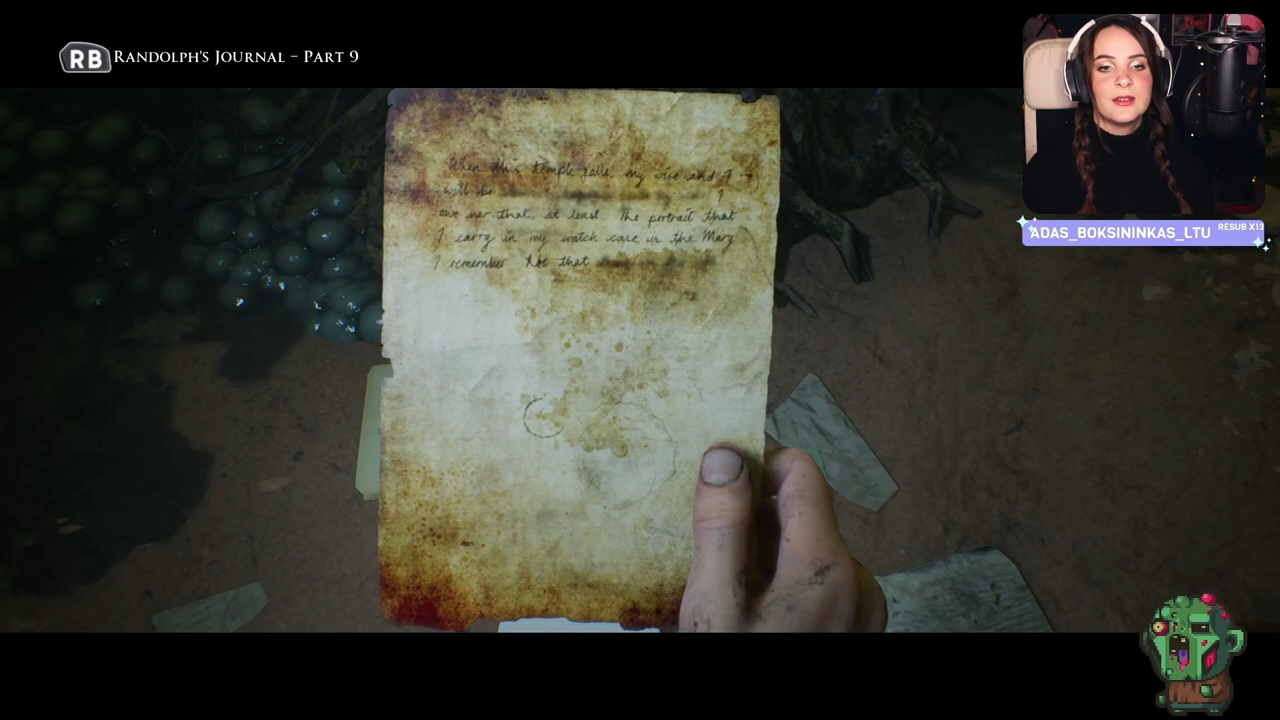 RB RANDOLPH'S JOURNAL – PART 9
When this temple falls, my wife and I
will be
owe her that, at least. The portrait that
I carry in my watch case is the Mary
I remember. Not that
ADAS_BOKSININKAS_LTU RESUB X13